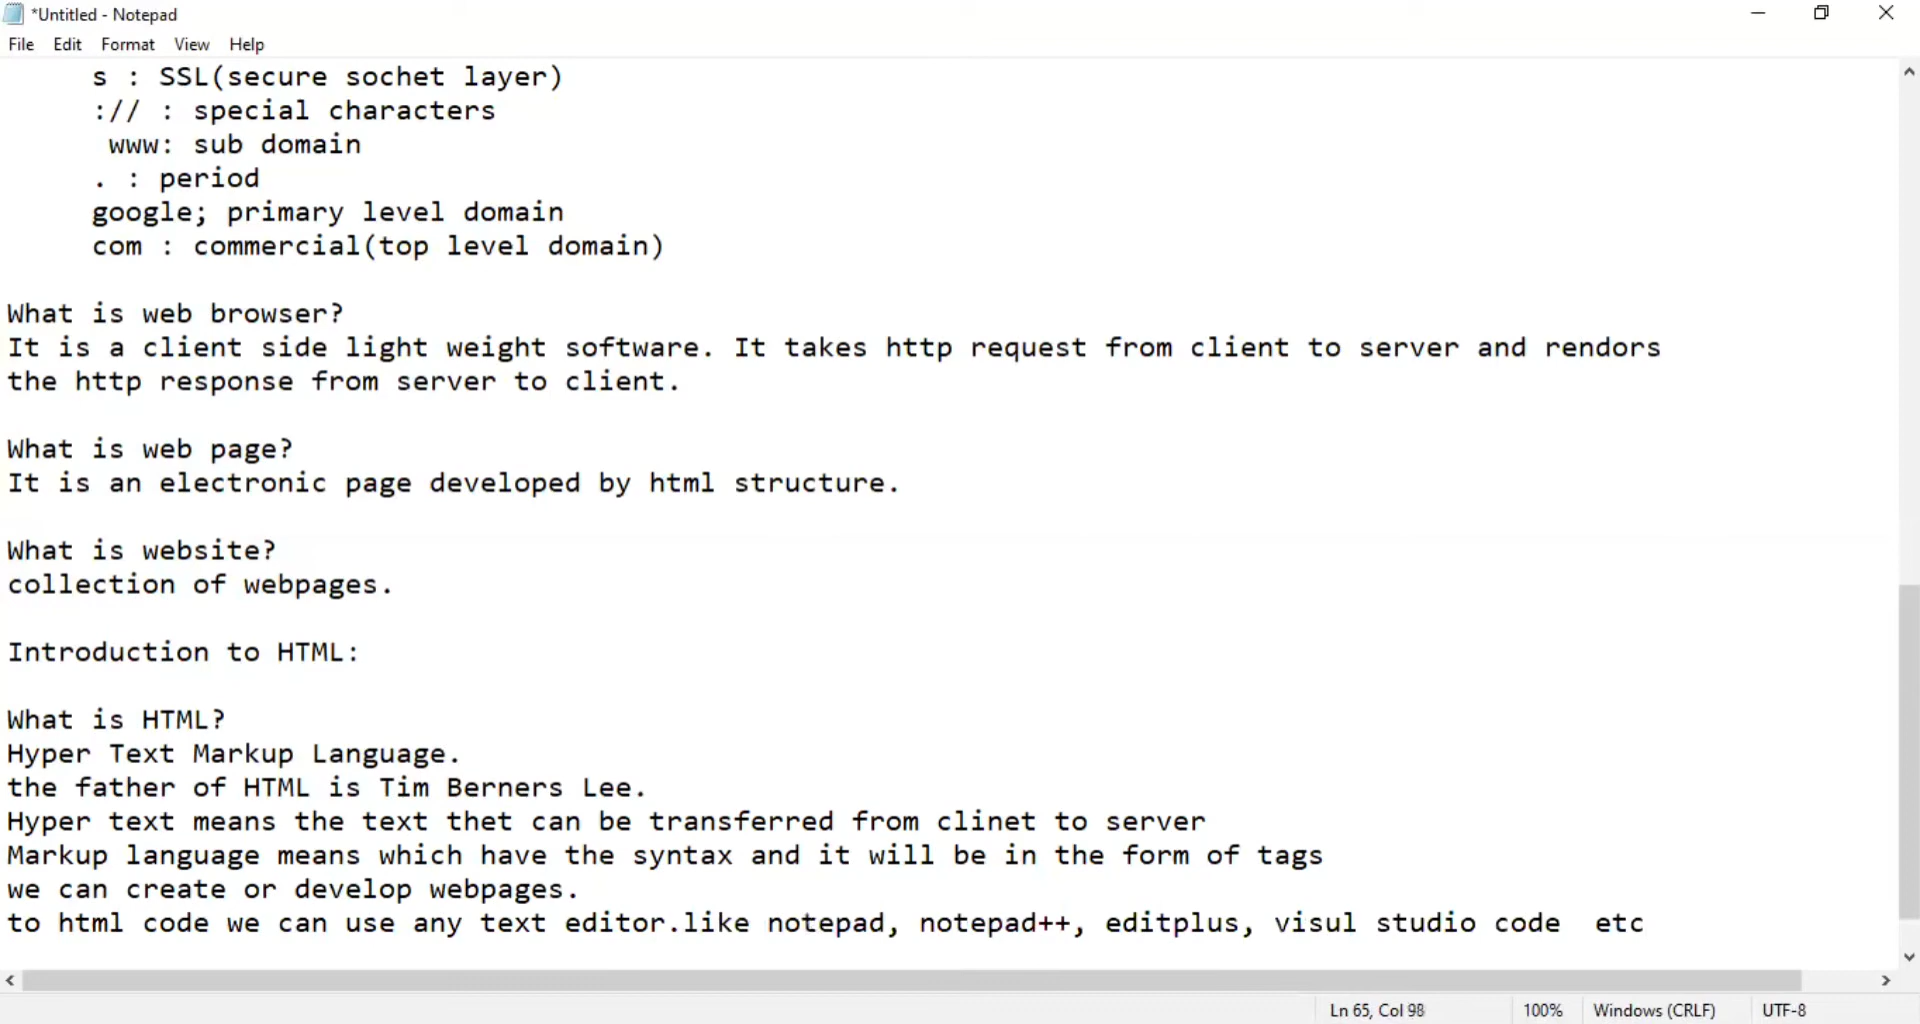 *Untitled - Notepad
File Edit Format View Help
s : SSL(secure sochet layer)
:// : special characters
www: sub domain
. : period
google; primary level domain
com : commercial(top level domain)
What is web browser?
It is a client side light weight software. It takes http request from client to server and rendors
the http response from server to client.
What is web page?
It is an electronic page developed by html structure.
What is website?
collection of webpages.
Introduction to HTML:
What is HTML?
Hyper Text Markup Language.
the father of HTML is Tim Berners Lee.
Hyper text means the text thet can be transferred from clinet to server
Markup language means which have the syntax and it will be in the form of tags
we can create or develop webpages.
to html code we can use any text editor.like notepad, notepad++, editplus, visul studio code  etc
Ln 65, Col 98 100% Windows (CRLF) UTF-8